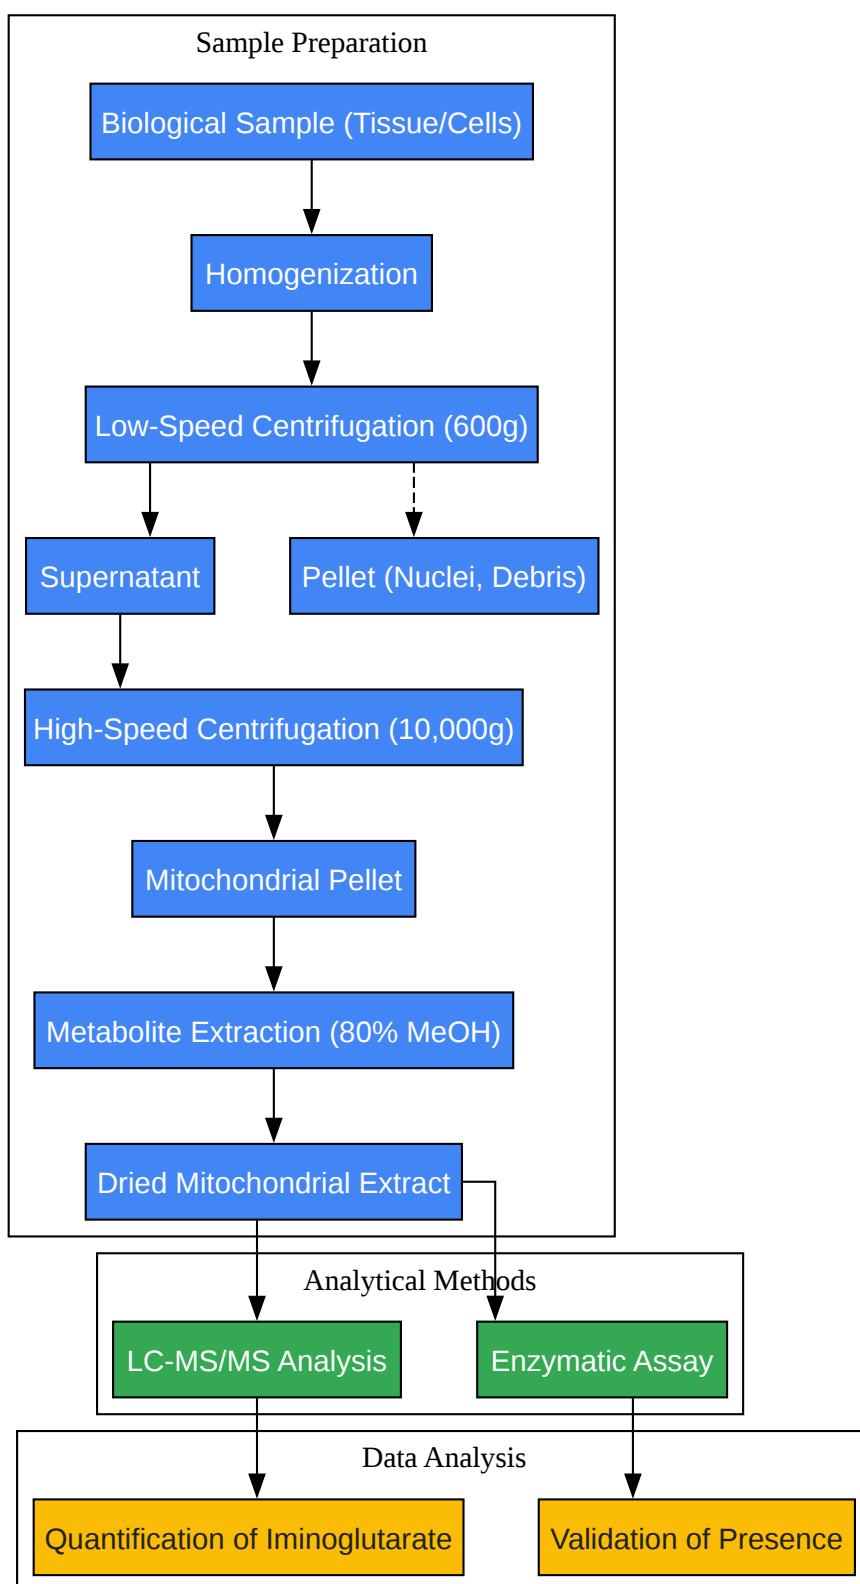 Sample Preparation
Biological Sample (Tissue/Cells)
Homogenization
Low-Speed Centrifugation (600g)
Supernatant
Pellet (Nuclei, Debris)
High-Speed Centrifugation (10,000g)
Mitochondrial Pellet
Metabolite Extraction (80% MeOH)
Dried Mitochondrial Extract
Analytical Methods
LC-MS/MS Analysis
Enzymatic Assay
Data Analysis
Quantification of Iminoglutarate
Validation of Presence